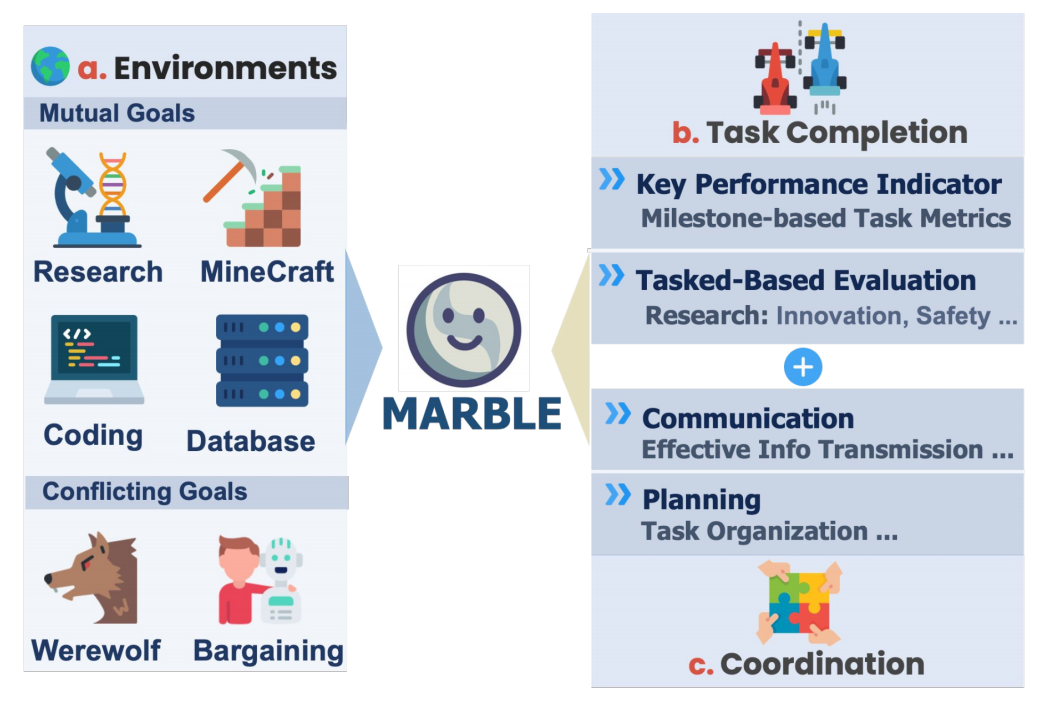 a. Environments
Mutual Goals
Research MineCraft
</>
Coding Database
Conflicting Goals
Werewolf Bargaining
MARBLE
b. Task Completion
Key Performance Indicator
Milestone-based Task Metrics
Tasked-Based Evaluation
Research: Innovation, Safety ...
+
Communication
Effective Info Transmission ...
Planning
Task Organization ...
c. Coordination